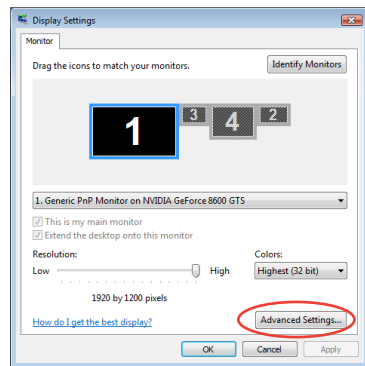 Display Settings
Monitor
Drag the icons to match your monitors.
Identify Monitors
1
3
4
2
1. Generic PnP Monitor on NVIDIA GeForce 8600 GTS
This is my main monitor
Extend the desktop onto this monitor
Resolution:
Colors:
Low
High
Highest (32 bit)
1920 by 1200 pixels
How do I get the best display?
Advanced Settings...
OK
Cancel
Apply